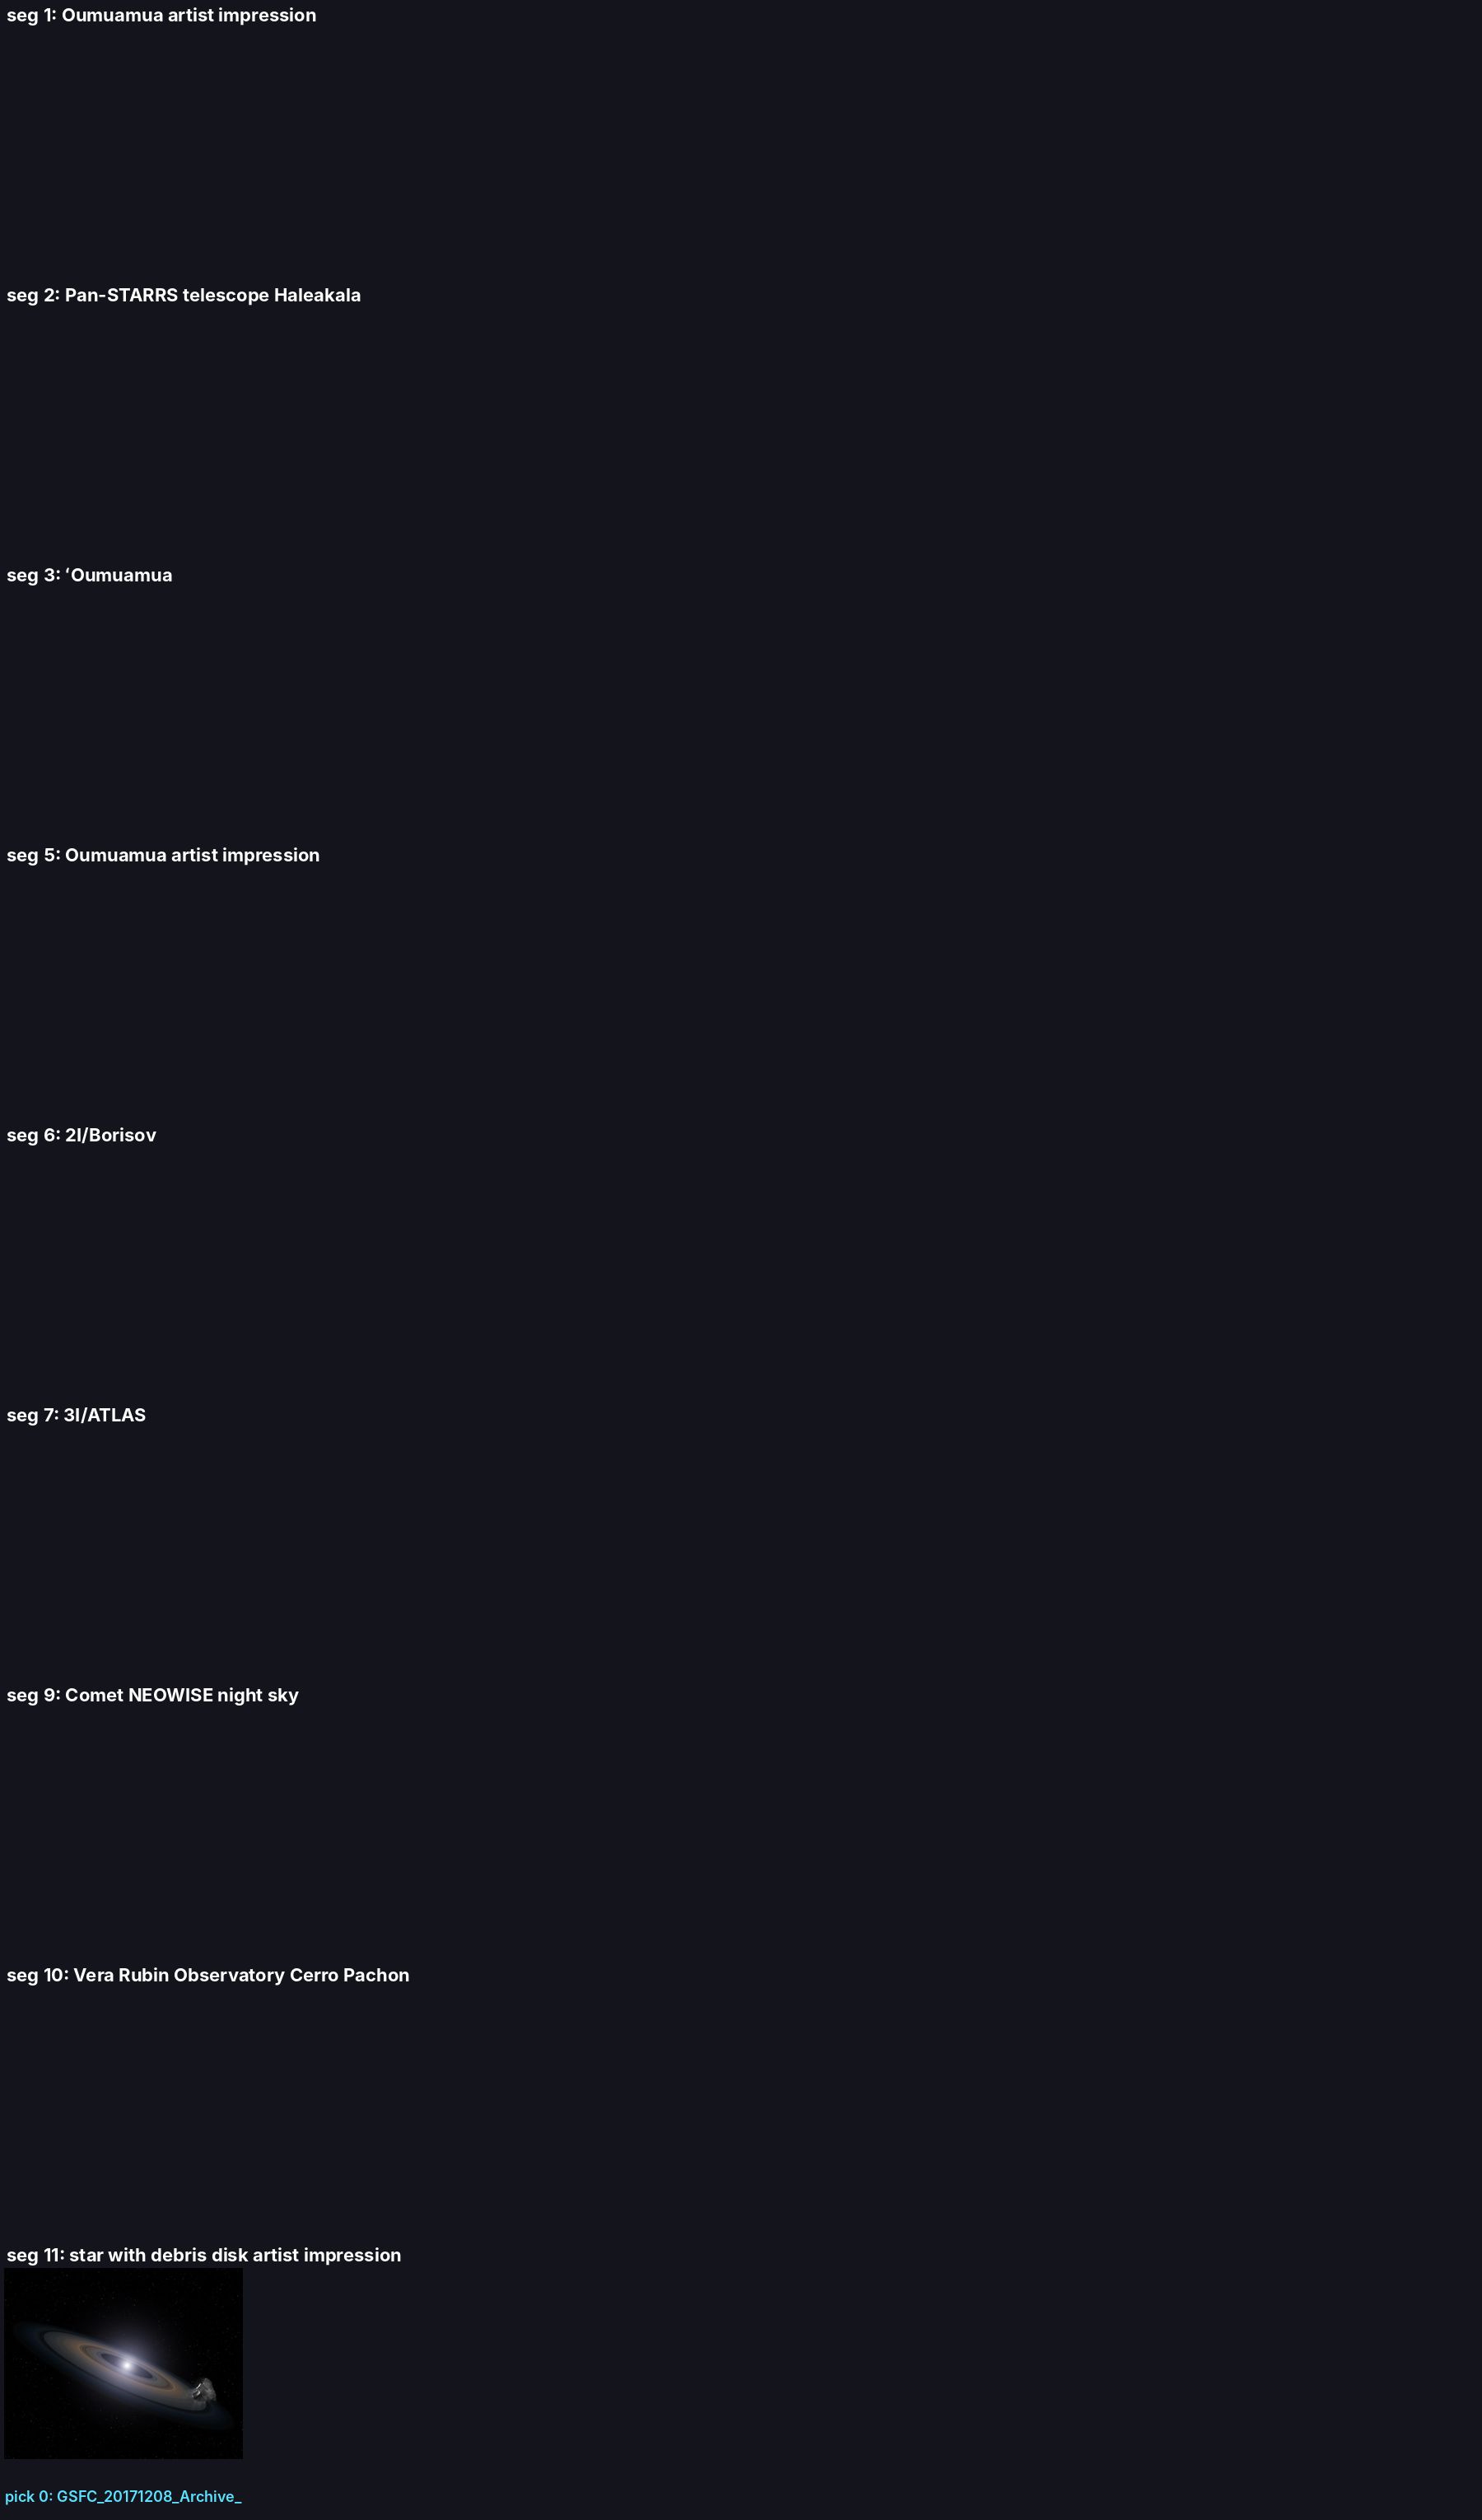 seg 1: Oumuamua artist impression
seg 2: Pan-STARRS telescope Haleakala
seg 3: ʻOumuamua
seg 5: Oumuamua artist impression
seg 6: 2I/Borisov
seg 7: 3I/ATLAS
seg 9: Comet NEOWISE night sky
seg 10: Vera Rubin Observatory Cerro Pachon
seg 11: star with debris disk artist impression
pick 0: GSFC_20171208_Archive_